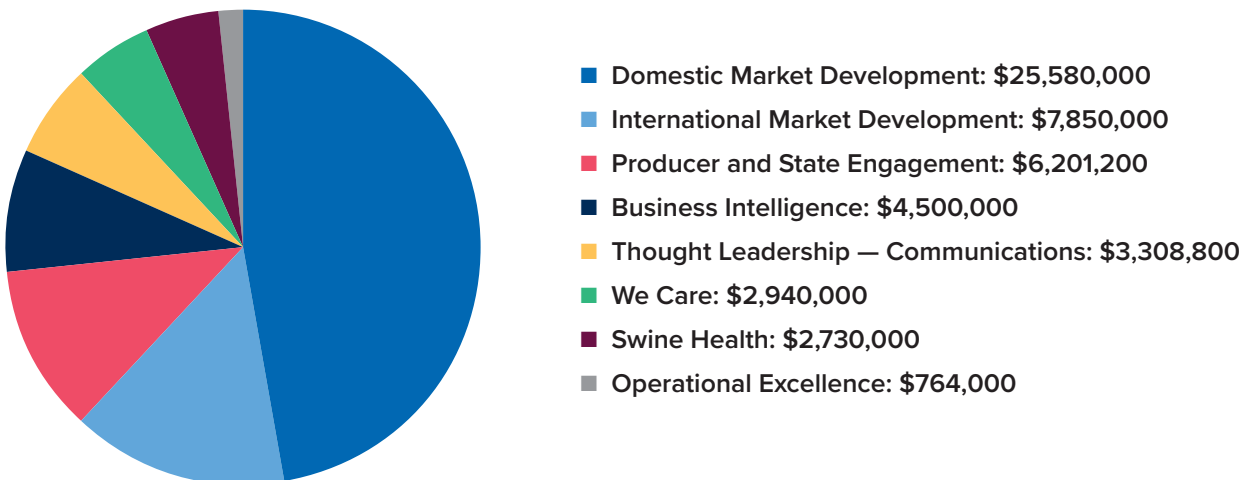 Domestic Market Development: $25,580,000
International Market Development: $7,850,000
Producer and State Engagement: $6,201,200
Business Intelligence: $4,500,000
Thought Leadership — Communications: $3,308,800
We Care: $2,940,000
Swine Health: $2,730,000
Operational Excellence: $764,000